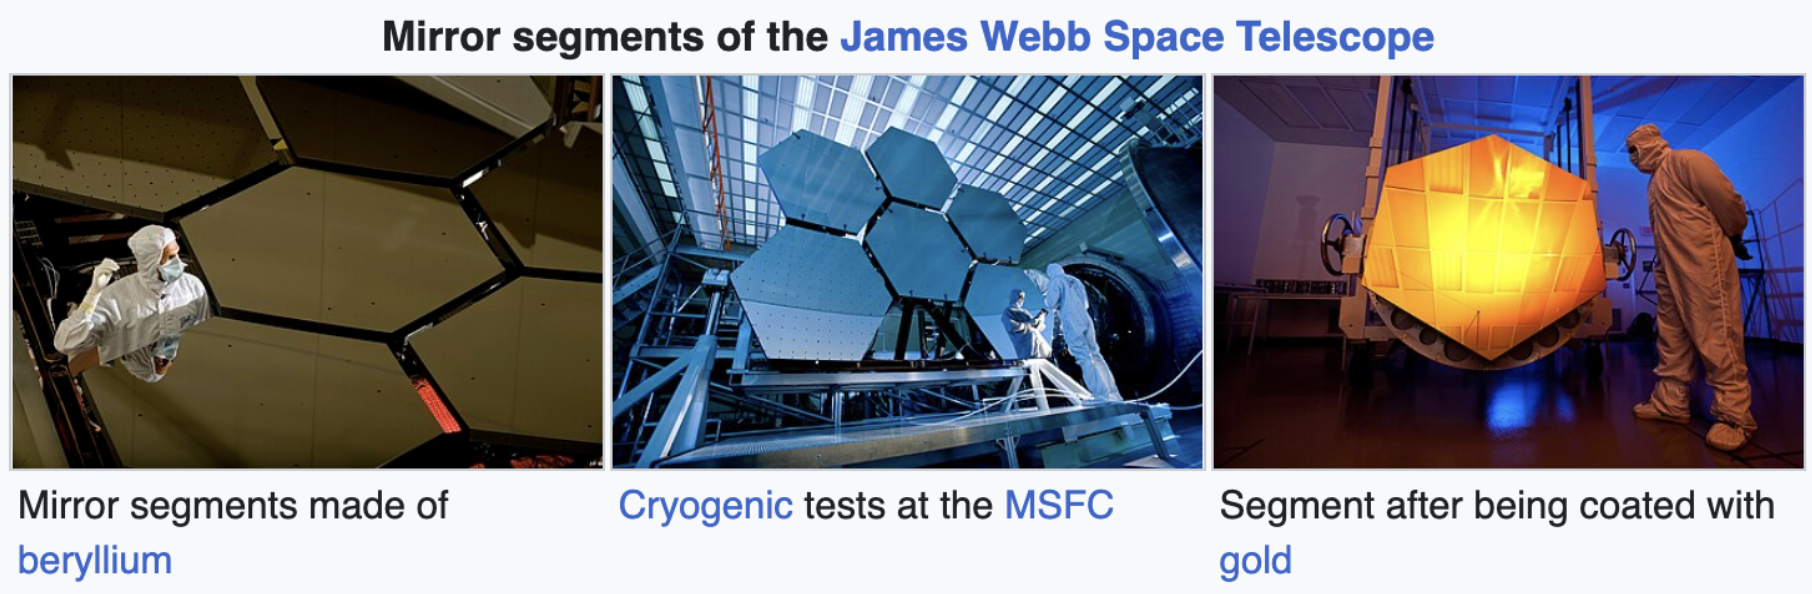 Mirror segments of the James Webb Space Telescope
Mirror segments made of
beryllium
Cryogenic tests at the MSFC
Segment after being coated with
gold